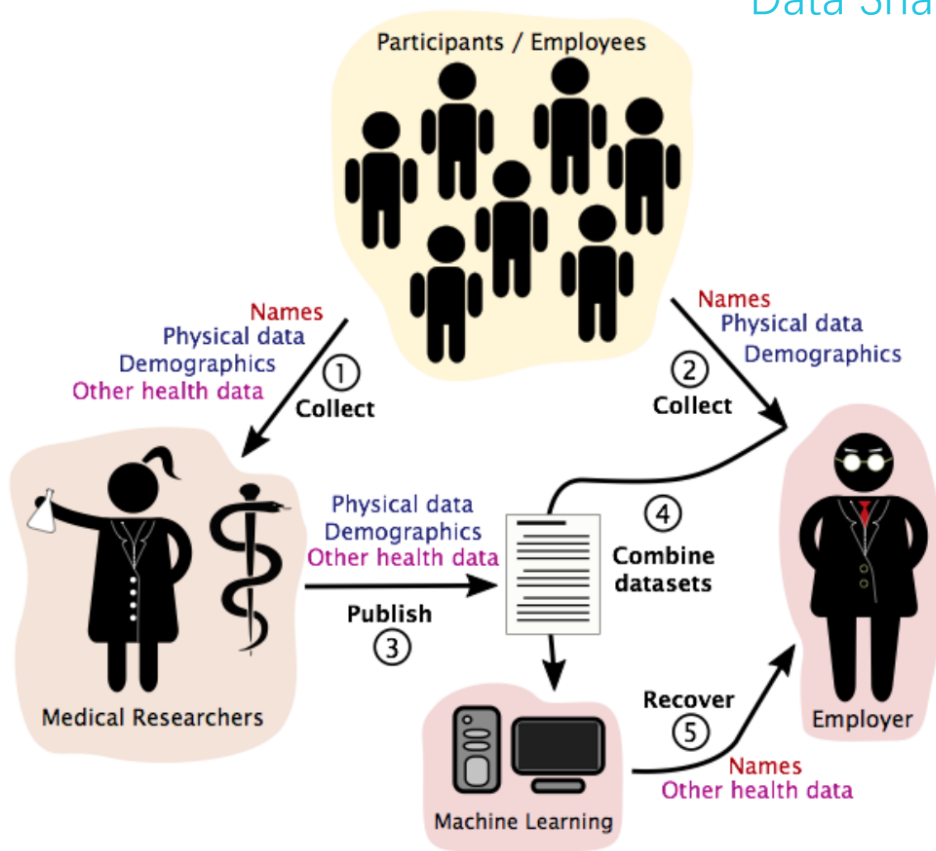 Data Sha
Participants / Employees
Names
Physical data
Demographics
Other health data
1
Collect
Names
Physical data
Demographics
2
Collect
Physical data
Demographics
Other health data
Publish
3
4
Combine
datasets
Medical Researchers
Recover
5
Names
Other health data
Employer
Machine Learning